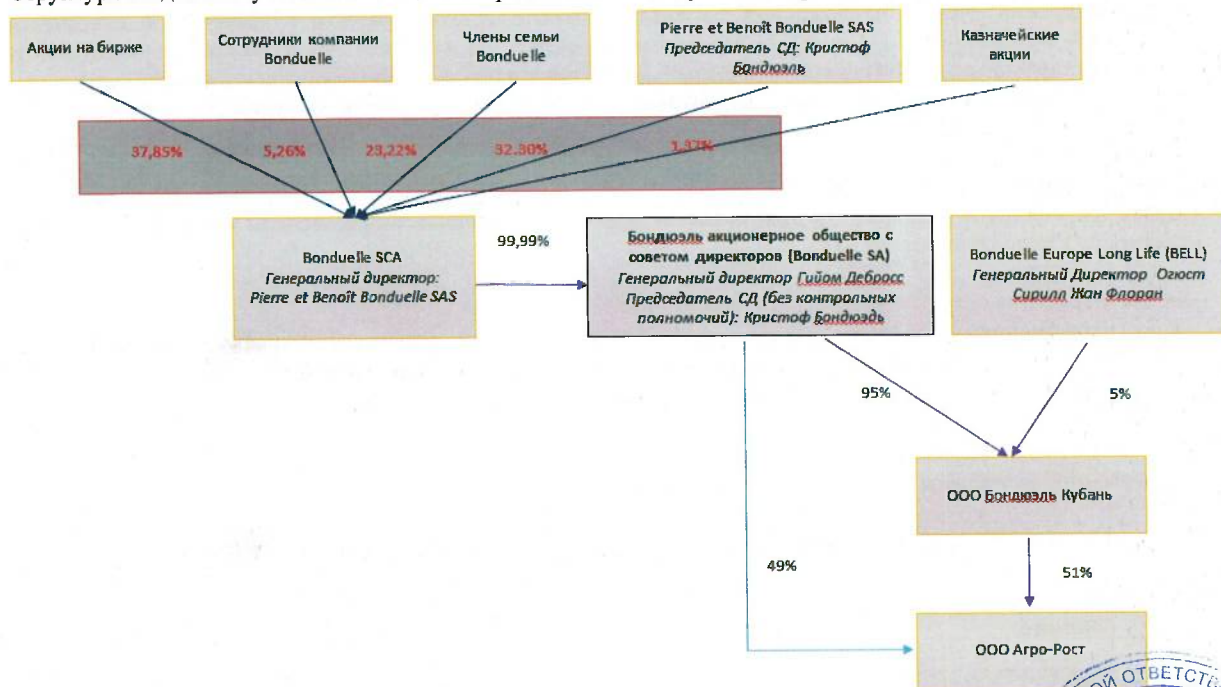 Акции на бирже
Сотрудники компании
Bonduelle
Члены семьи
Bonduelle
Pierre et Benoît Bonduelle SAS
Председатель СД: Кристоф
Бондюэль
Казначейские
акции
37,85%
5,26%
23,22%
32.30%
1,37%
Bonduelle SCA
Генеральный директор:
Pierre et Benoît Bonduelle SAS
99,99%
Бондюэль акционерное общество с
советом директоров (Bonduelle SA)
Генеральный директор Гийом Дебросс
Председатель СД (без контрольных
полномочий): Кристоф Бондюэль
Bonduelle Europe Long Life (BELL)
Генеральный Директор Огюст
Сирилл Жан Флоран
95%
5%
ООО Бондюэль Кубань
49%
51%
ООО Агро-Рост